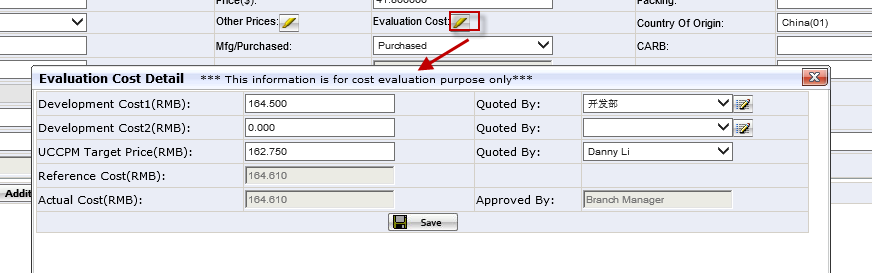 Price($): 41.800000 Packing:
Other Prices: Evaluation Cost: Country Of Origin: China(01)
Mfg/Purchased: Purchased CARB:
Evaluation Cost Detail *** This information is for cost evaluation purpose only***
Development Cost1(RMB): 164.500 Quoted By: 开发部
Development Cost2(RMB): 0.000 Quoted By:
UCCPM Target Price(RMB): 162.750 Quoted By: Danny Li
Reference Cost(RMB): 164.610
Additi
Actual Cost(RMB): 164.610 Approved By: Branch Manager
Save